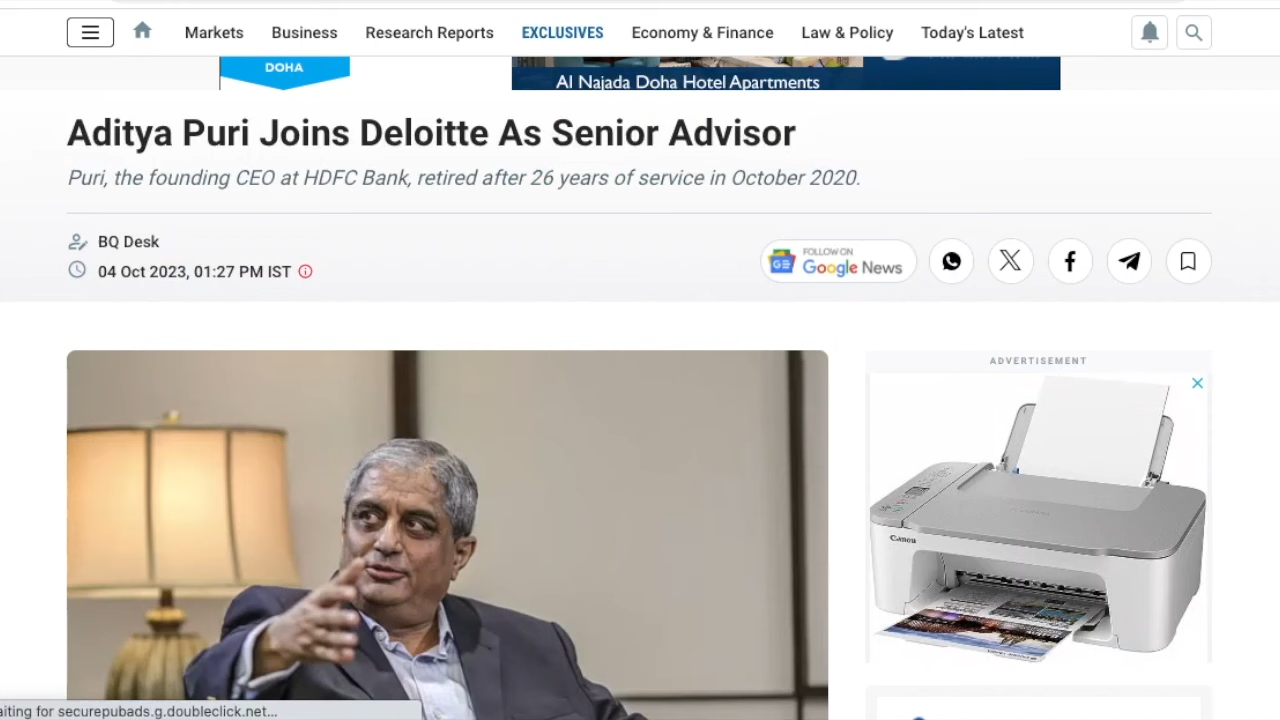 Markets Business Research Reports EXCLUSIVES Economy & Finance Law & Policy Today's Latest
DOHA
Al Najada Doha Hotel Apartments
Aditya Puri Joins Deloitte As Senior Advisor
Puri, the founding CEO at HDFC Bank, retired after 26 years of service in October 2020.
BQ Desk
04 Oct 2023, 01:27 PM IST
FOLLOW ON
GE Google News
ADVERTISEMENT
Canon
aiting for securepubads.g.doubleclick.net...